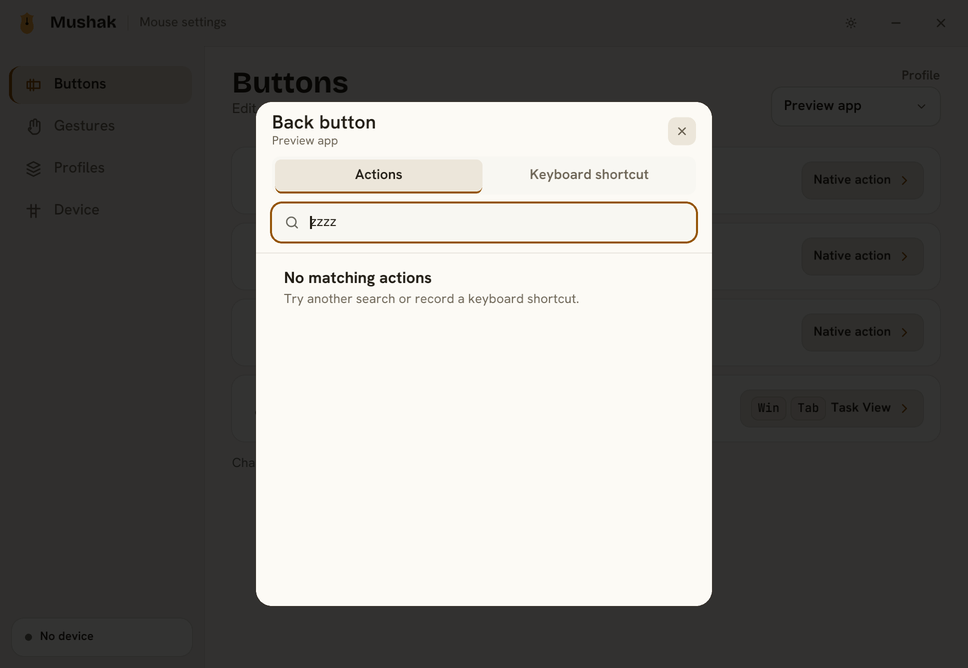 Mushak
Mouse settings
Buttons
Gestures
Profiles
Device
No device
Buttons
Edit
Profile
Preview app
Native action
Native action
Native action
Win Tab Task View
Cha
Back button
Preview app
Actions
Keyboard shortcut
zzzz
No matching actions
Try another search or record a keyboard shortcut.